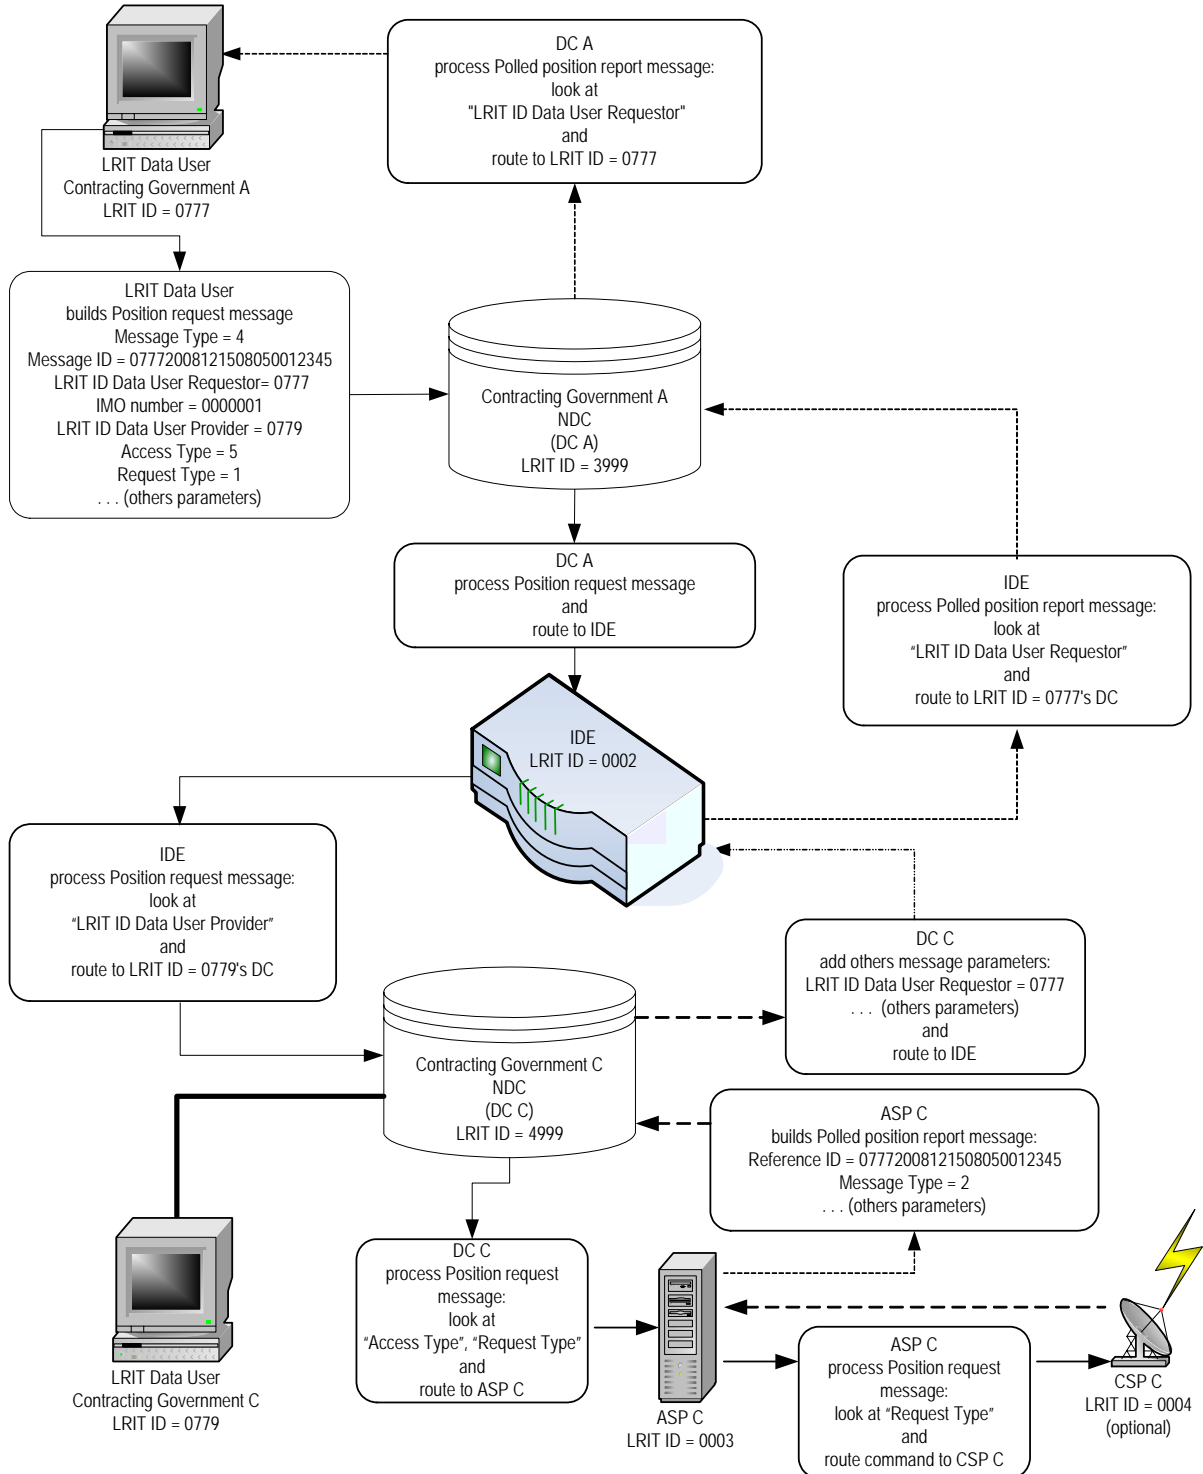 DC A
process Polled position report message:
look at
"LRIT ID Data User Requestor"
and
route to LRIT ID = 0777
LRIT Data User
Contracting Government A
LRIT ID = 0777
LRIT Data User
builds Position request message
Message Type = 4
Message ID = 07772008121508050012345
LRIT ID Data User Requestor= 0777
IMO number = 0000001
LRIT ID Data User Provider = 0779
Access Type = 5
Request Type = 1
. . . (others parameters)
Contracting Government A
NDC
(DC A)
LRIT ID = 3999
DC A
process Position request message
and
route to IDE
IDE
process Polled position report message:
look at
“LRIT ID Data User Requestor”
and
route to LRIT ID = 0777's DC
IDE
LRIT ID = 0002
IDE
process Position request message:
look at
“LRIT ID Data User Provider”
and
route to LRIT ID = 0779's DC
DC C
add others message parameters:
LRIT ID Data User Requestor = 0777
. . . (others parameters)
and
route to IDE
Contracting Government C
NDC
(DC C)
LRIT ID = 4999
ASP C
builds Polled position report message:
Reference ID = 07772008121508050012345
Message Type = 2
. . . (others parameters)
DC C
process Position request
message:
look at
“Access Type”, “Request Type”
and
route to ASP C
LRIT Data User
Contracting Government C
LRIT ID = 0779
ASP C
LRIT ID = 0003
ASP C
process Position request
message:
look at “Request Type”
and
route command to CSP C
CSP C
LRIT ID = 0004
(optional)